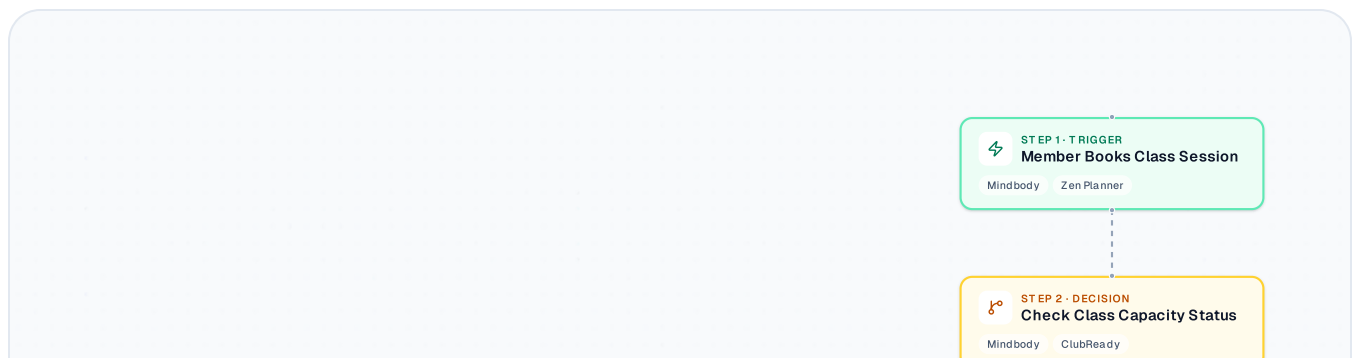 STEP 1 · TRIGGER
Member Books Class Session
Mindbody Zen Planner
STEP 2 · DECISION
Check Class Capacity Status
Mindbody ClubReady